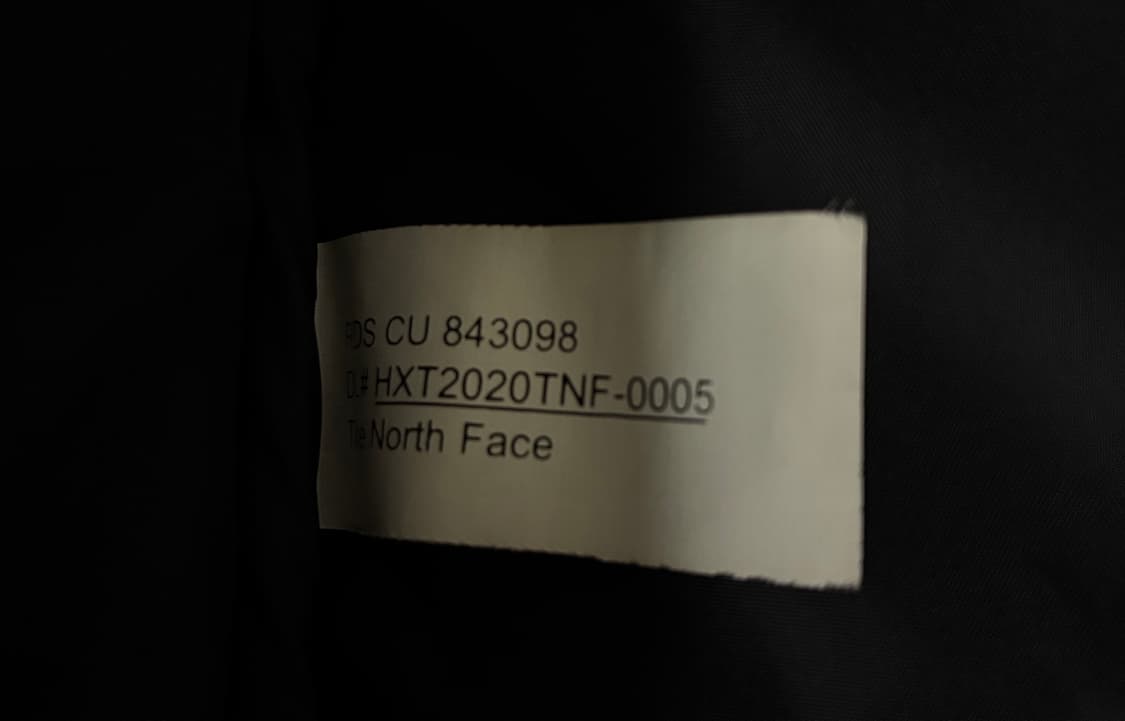 CU 843098
HXT2020TNF-0005
North Face